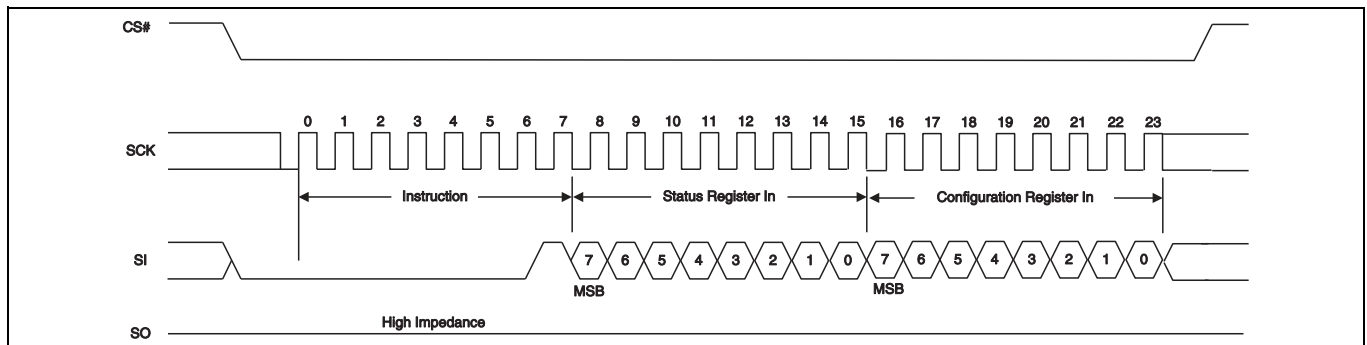 CS#
0 1 2 3 4 5 6 7 8 9 10 11 12 13 14 15 16 17 18 19 20 21 22 23
SCK
Instruction Status Register In Configuration Register In
SI 7 6 5 4 3 2 1 0 7 6 5 4 3 2 1 0
MSB MSB
High Impedance
SO